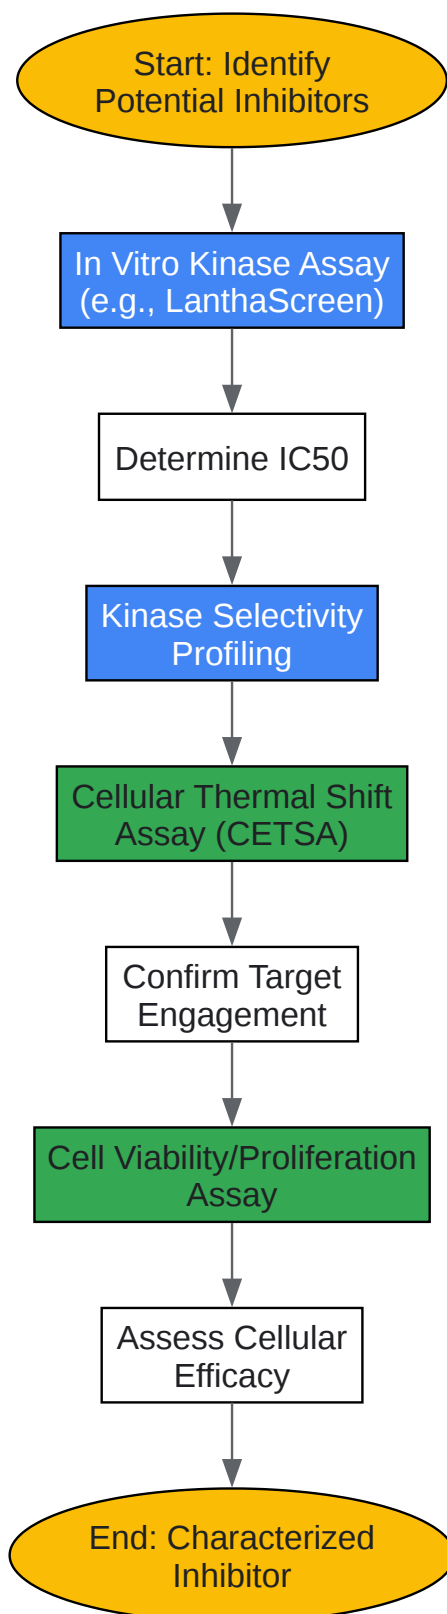 Start: Identify
Potential Inhibitors
In Vitro Kinase Assay
(e.g., LanthaScreen)
Determine IC50
Kinase Selectivity
Profiling
Cellular Thermal Shift
Assay (CETSA)
Confirm Target
Engagement
Cell Viability/Proliferation
Assay
Assess Cellular
Efficacy
End: Characterized
Inhibitor